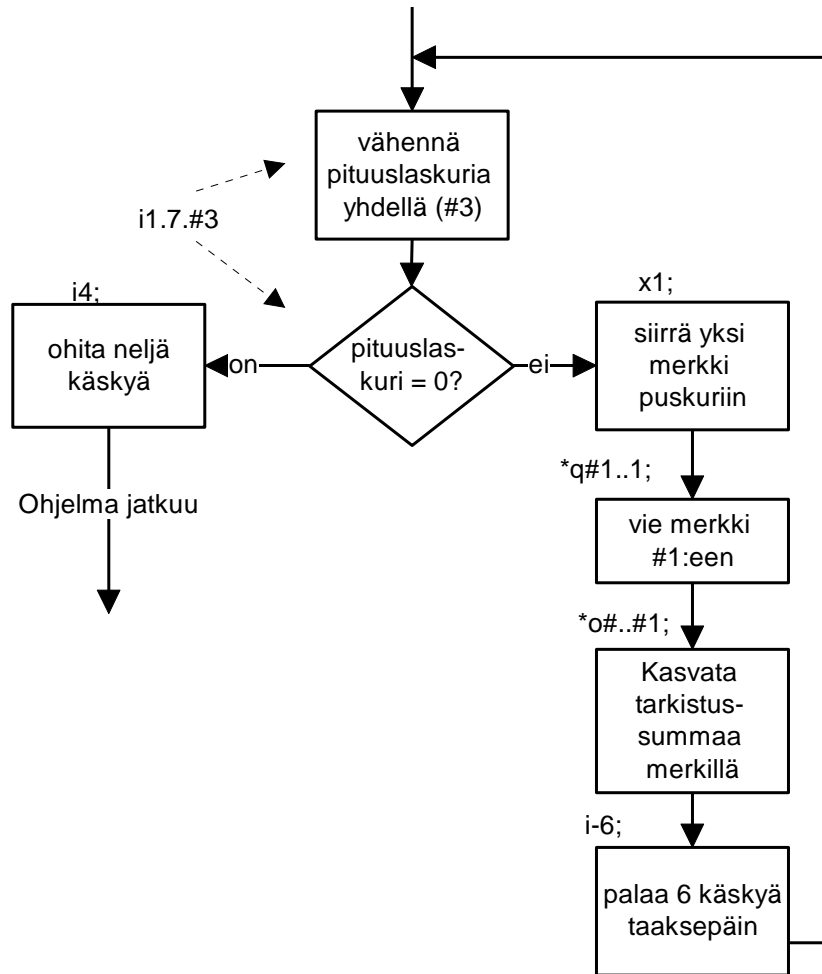 vähennä
pituuslaskuria
yhdellä (#3)
i1.7.#3
i4;
ohita neljä
käskyä
on
pituuslas-
kuri = 0?
ei
x1;
siirrä yksi
merkki
puskuriin
*q#1..1;
Ohjelma jatkuu
vie merkki
#1:een
*o#..#1;
Kasvata
tarkistus-
summaa
merkillä
i-6;
palaa 6 käskyä
taaksepäin